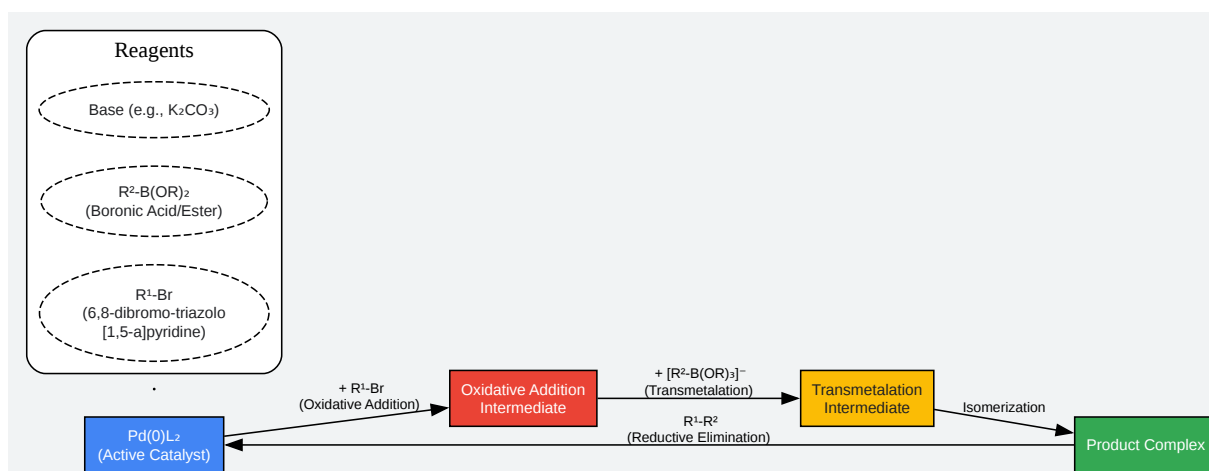 Reagents
Base (e.g., K₂CO₃)
R²-B(OR)₂
(Boronic Acid/Ester)
R¹-Br
(6,8-dibromo-triazolo
[1,5-a]pyridine)
.
Pd(0)L₂
(Active Catalyst)
+ R¹-Br
(Oxidative Addition)
Oxidative Addition
Intermediate
+ [R²-B(OR)₃]⁻
(Transmetalation)
Transmetalation
Intermediate
Isomerization
R¹-R²
(Reductive Elimination)
Product Complex